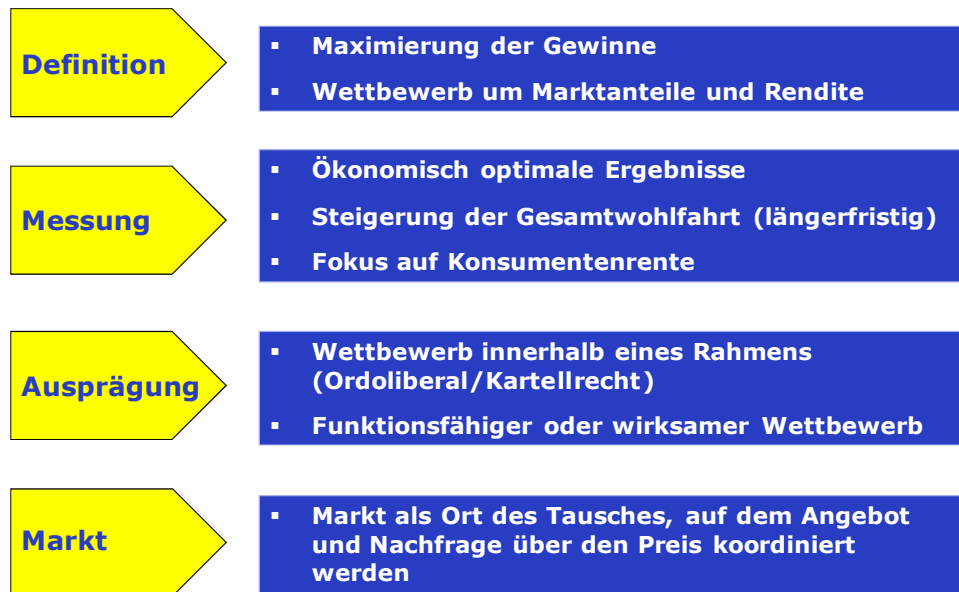 Definition
▪ Maximierung der Gewinne
▪ Wettbewerb um Marktanteile und Rendite
Messung
▪ Ökonomisch optimale Ergebnisse
▪ Steigerung der Gesamtwohlfahrt (längerfristig)
▪ Fokus auf Konsumentenrente
Ausprägung
▪ Wettbewerb innerhalb eines Rahmens
(Ordoliberal/Kartellrecht)
▪ Funktionsfähiger oder wirksamer Wettbewerb
Markt
▪ Markt als Ort des Tausches, auf dem Angebot
und Nachfrage über den Preis koordiniert
werden